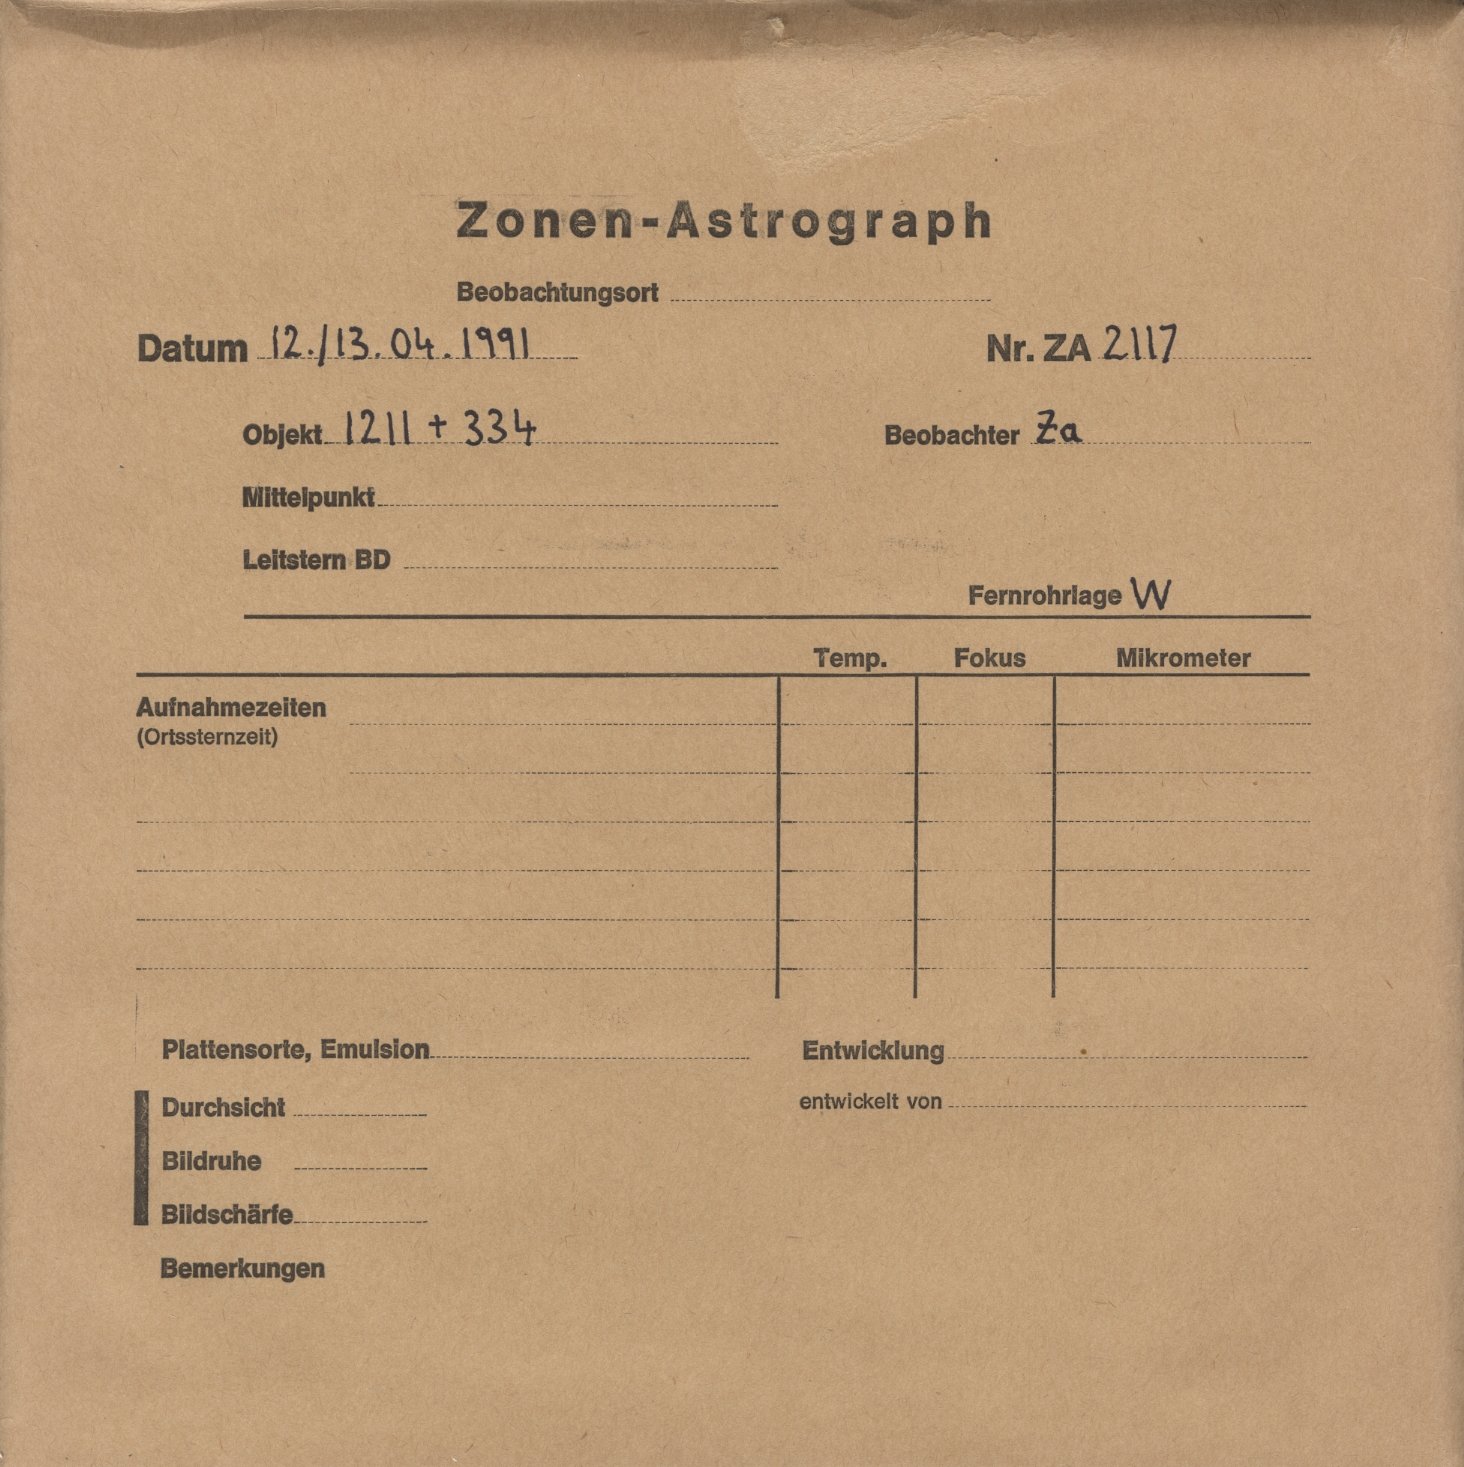 Zonen-Astrograph
Beobachtungsort
Datum 12./13.04.1991 Nr. ZA 2117
Objekt 1211 + 334 Beobachter Za
Mittelpunkt
Leitstern BD
Fernrohrlage W
Temp. Fokus Mikrometer
Aufnahmezeiten
(Ortssternzeit)
Plattensorte, Emulsion Entwicklung
Durchsicht entwickelt von
Bildruhe
Bildschärfe
Bemerkungen